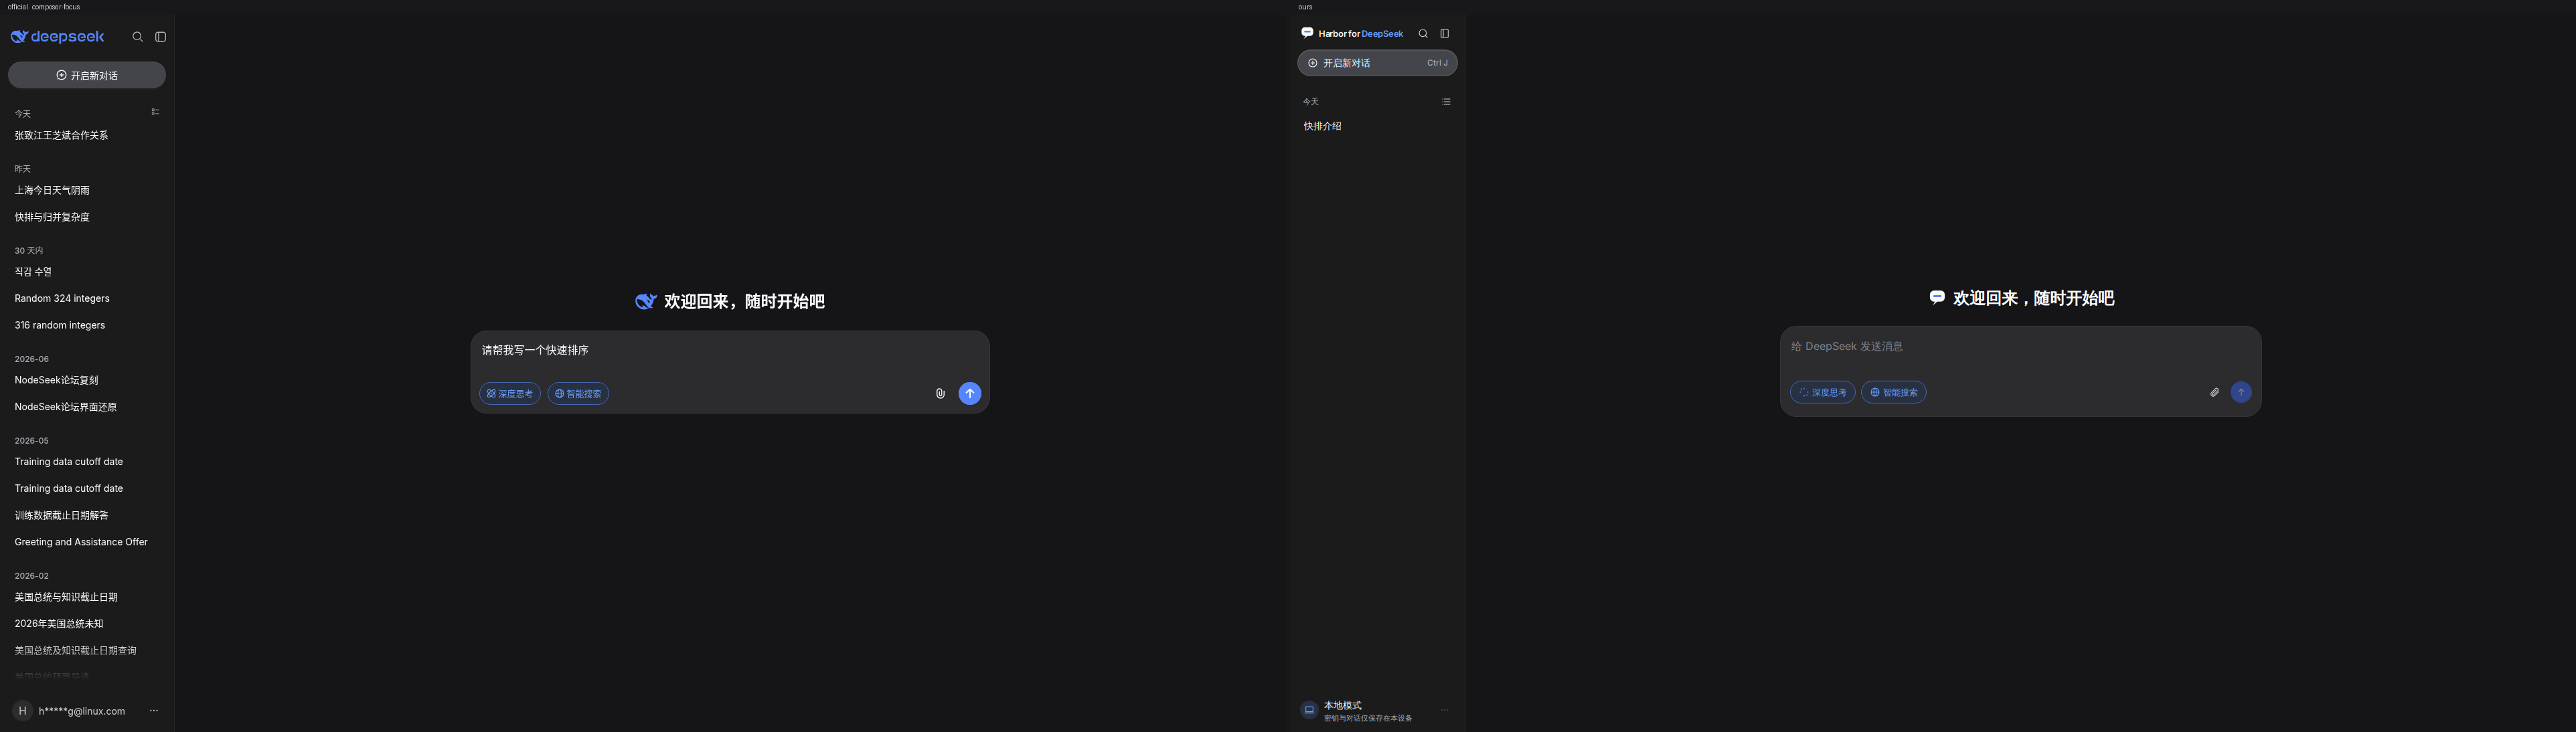 official composer-focus
deepseek
开启新对话
今天
张致江王芝斌合作关系
昨天
上海今日天气阴雨
快排与归并复杂度
30 天内
직감 수열
Random 324 integers
316 random integers
2026-06
NodeSeek论坛复刻
NodeSeek论坛界面还原
2026-05
Training data cutoff date
Training data cutoff date
训练数据截止日期解答
Greeting and Assistance Offer
2026-02
美国总统与知识截止日期
2026年美国总统未知
美国总统及知识截止日期查询
H h*****g@linux.com
欢迎回来，随时开始吧
请帮我写一个快速排序
深度思考 智能搜索
ours
Harbor for DeepSeek
开启新对话 Ctrl J
今天
快排介绍
本地模式
密钥与对话仅保存在本设备
欢迎回来，随时开始吧
给 DeepSeek 发送消息
深度思考 智能搜索